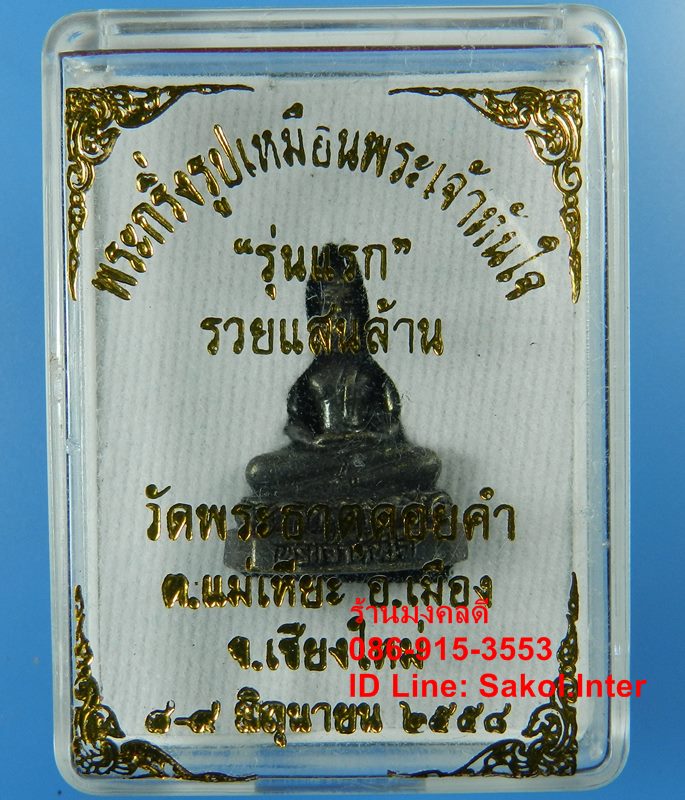 พระกริ่งรูปเหมือนพระเจ้าทันใจ
"รุ่นแรก"
รวยแสนล้าน
วัดพระธาตุดอยคำ
ต.แม่เหียะ อ.เมือง
จ.เชียงใหม่
๘-๙ มิถุนายน ๒๕๕๘
ร้านมงคลดี
086-915-3553
ID Line: Sakol Inter